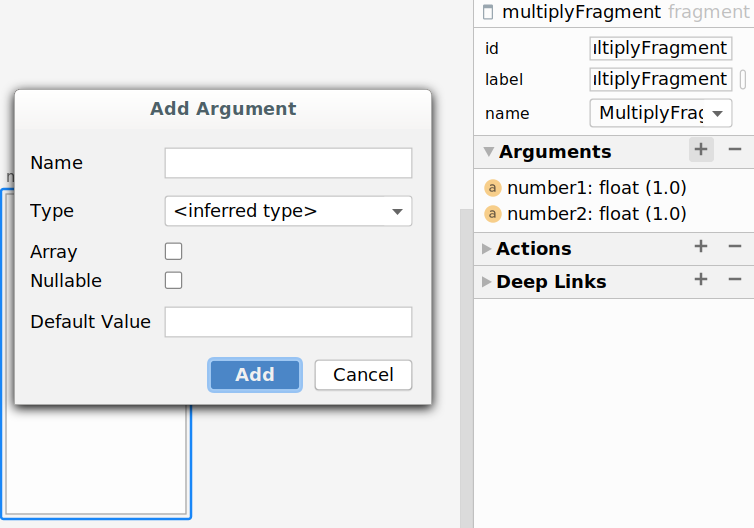 multiplyFragment fragment
id ıltiplyFragment
label ıltiplyFragment
name MultiplyFrag
Arguments + −
a number1: float (1.0)
a number2: float (1.0)
Actions + −
Deep Links + −
Add Argument
Name
Type <inferred type>
Array
Nullable
Default Value
Add Cancel